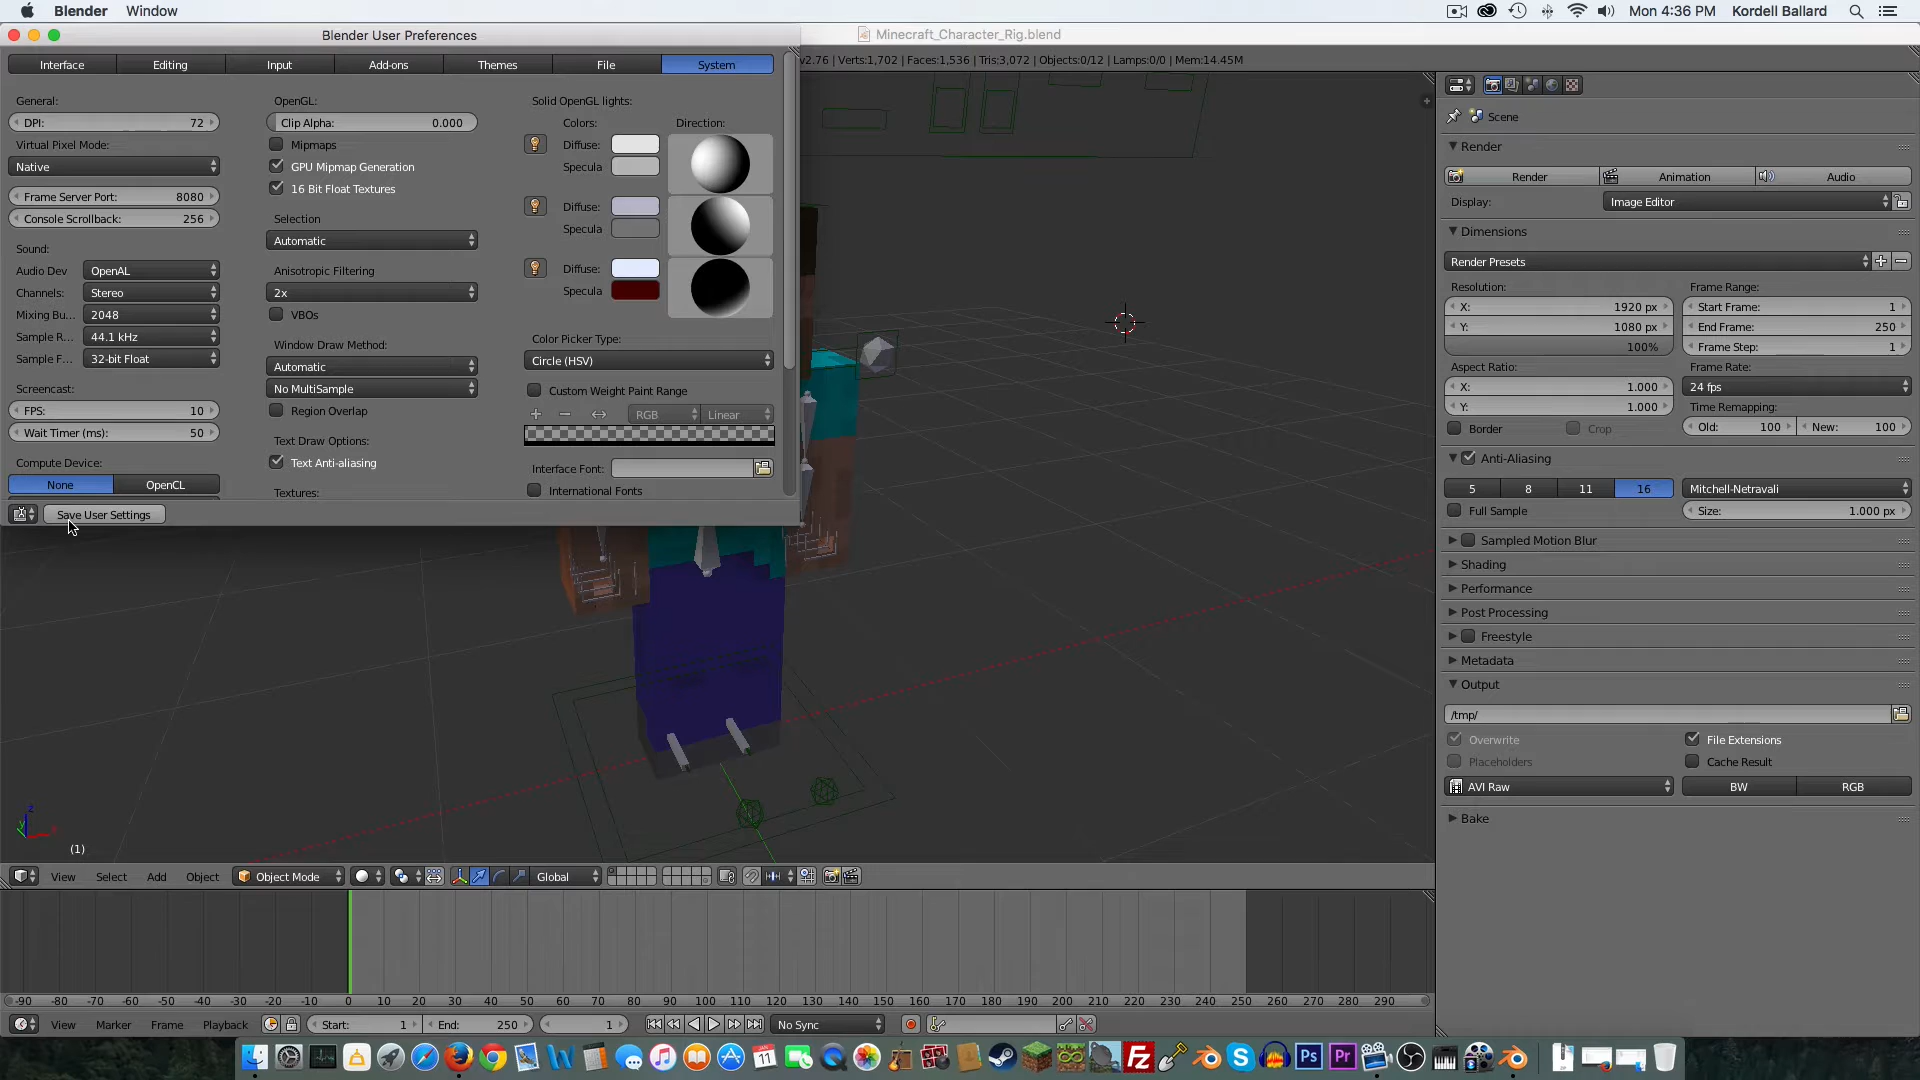 Blender Window
Mon 4:36 PM Kordell Ballard
Blender User Preferences
Minecraft_Character_Rig.blend
Interface Editing Input Add-ons Themes File System
v2.76 | Verts:1,702 | Faces:1,536 | Tris:3,072 | Objects:0/12 | Lamps:0/0 | Mem:14.45M
General:
DPI: 72
Virtual Pixel Mode:
Native
Frame Server Port: 8080
Console Scrollback: 256
Sound:
Audio Dev OpenAL
Channels: Stereo
Mixing Bu... 2048
Sample R... 44.1 kHz
Sample F... 32-bit Float
Screencast:
FPS: 10
Wait Timer (ms): 50
Compute Device:
None OpenCL
OpenGL:
Clip Alpha: 0.000
Mipmaps
GPU Mipmap Generation
16 Bit Float Textures
Selection
Automatic
Anisotropic Filtering
2x
VBOs
Window Draw Method:
Automatic
No MultiSample
Region Overlap
Text Draw Options:
Text Anti-aliasing
Textures:
Solid OpenGL lights:
Colors: Direction:
Diffuse:
Specula
Diffuse:
Specula
Diffuse:
Specula
Color Picker Type:
Circle (HSV)
Custom Weight Paint Range
RGB Linear
Interface Font:
International Fonts
Save User Settings
Scene
Render
Render Animation Audio
Display: Image Editor
Dimensions
Render Presets
Resolution:
X: 1920 px
Y: 1080 px
100%
Aspect Ratio:
X: 1.000
Y: 1.000
Border Crop
Frame Range:
Start Frame: 1
End Frame: 250
Frame Step: 1
Frame Rate:
24 fps
Time Remapping:
Old: 100 New: 100
Anti-Aliasing
5 8 11 16 Mitchell-Netravali
Full Sample Size: 1.000 px
Sampled Motion Blur
Shading
Performance
Post Processing
Freestyle
Metadata
Output
/tmp/
Overwrite File Extensions
Placeholders Cache Result
AVI Raw BW RGB
Bake
z
y
x
(1)
View Select Add Object Object Mode Global
-90 -80 -70 -60 -50 -40 -30 -20 -10 0 10 20 30 40 50 60 70 80 90 100 110 120 130 140 150 160 170 180 190 200 210 220 230 240 250 260 270 280 290
View Marker Frame Playback Start: 1 End: 250 1 No Sync
JAN
11
W
Fz
S
Ps
Pr